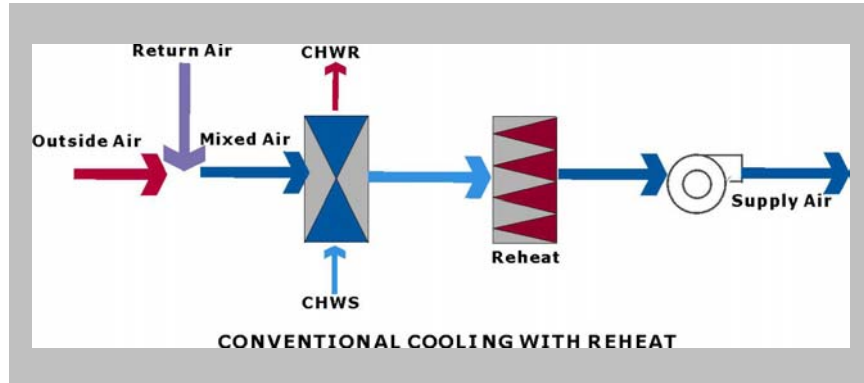 Return Air
CHWR
Outside Air
Mixed Air
Supply Air
Reheat
CHWS
CONVENTIONAL COOLING WITH REHEAT